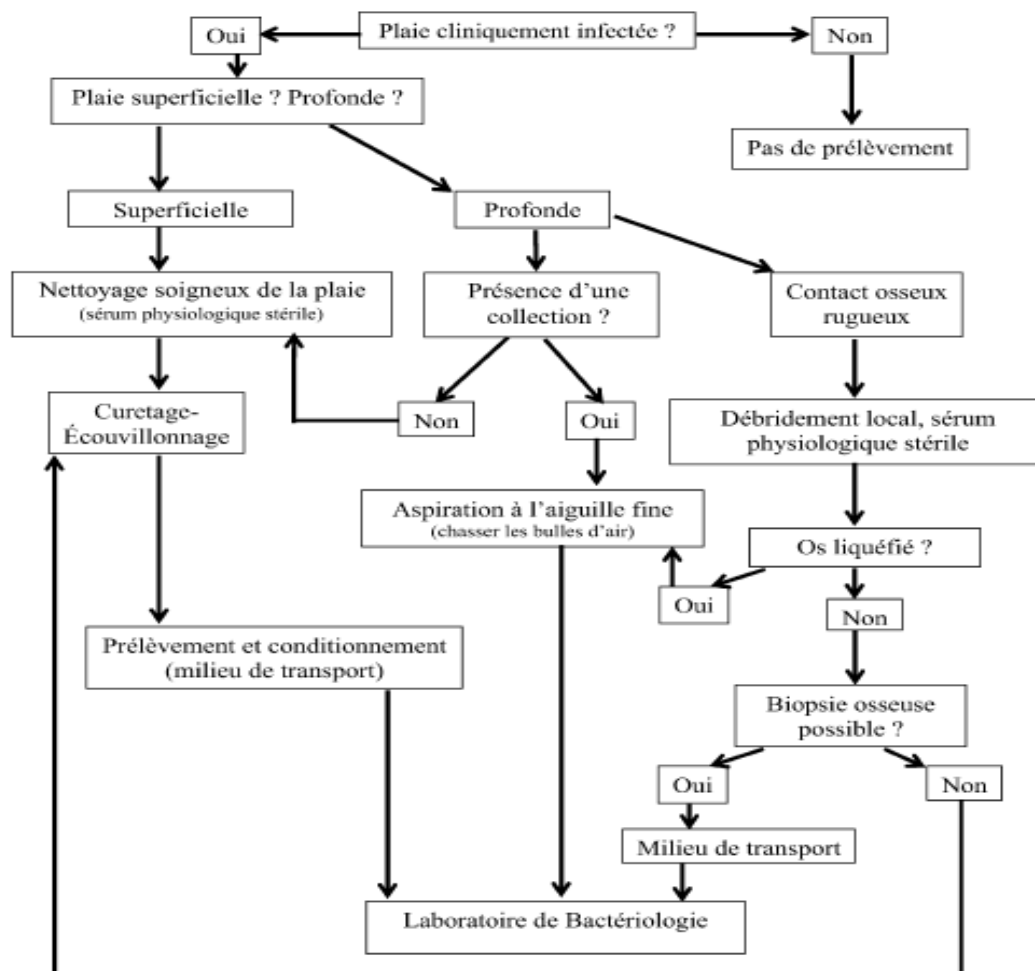 Oui
Plaie cliniquement infectée ?
Non
Plaie superficielle ? Profonde ?
Pas de prélèvement
Superficielle
Profonde
Nettoyage soigneux de la plaie
(sérum physiologique stérile)
Présence d'une
collection ?
Contact osseux
rugueux
Curetage-
Écouvillonnage
Non
Oui
Débridement local, sérum
physiologique stérile
Aspiration à l'aiguille fine
(chasser les bulles d'air)
Os liquéfié ?
Oui
Non
Prélèvement et conditionnement
(milieu de transport)
Biopsie osseuse
possible ?
Oui
Non
Milieu de transport
Laboratoire de Bactériologie